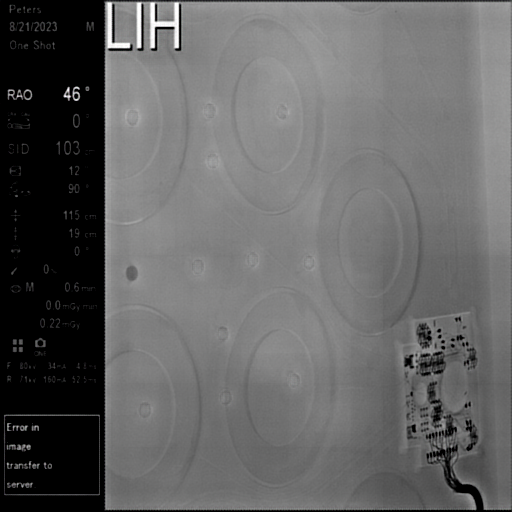 Peters
8/21/2023 M
One Shot
LIH
RAO 46°
0°
SID 103 cm
12"
90°
115 cm
19 cm
0°
0%
M 0.6 min
0.0 mGy/min
0.22 mGy
Error in
image
transfer to
server